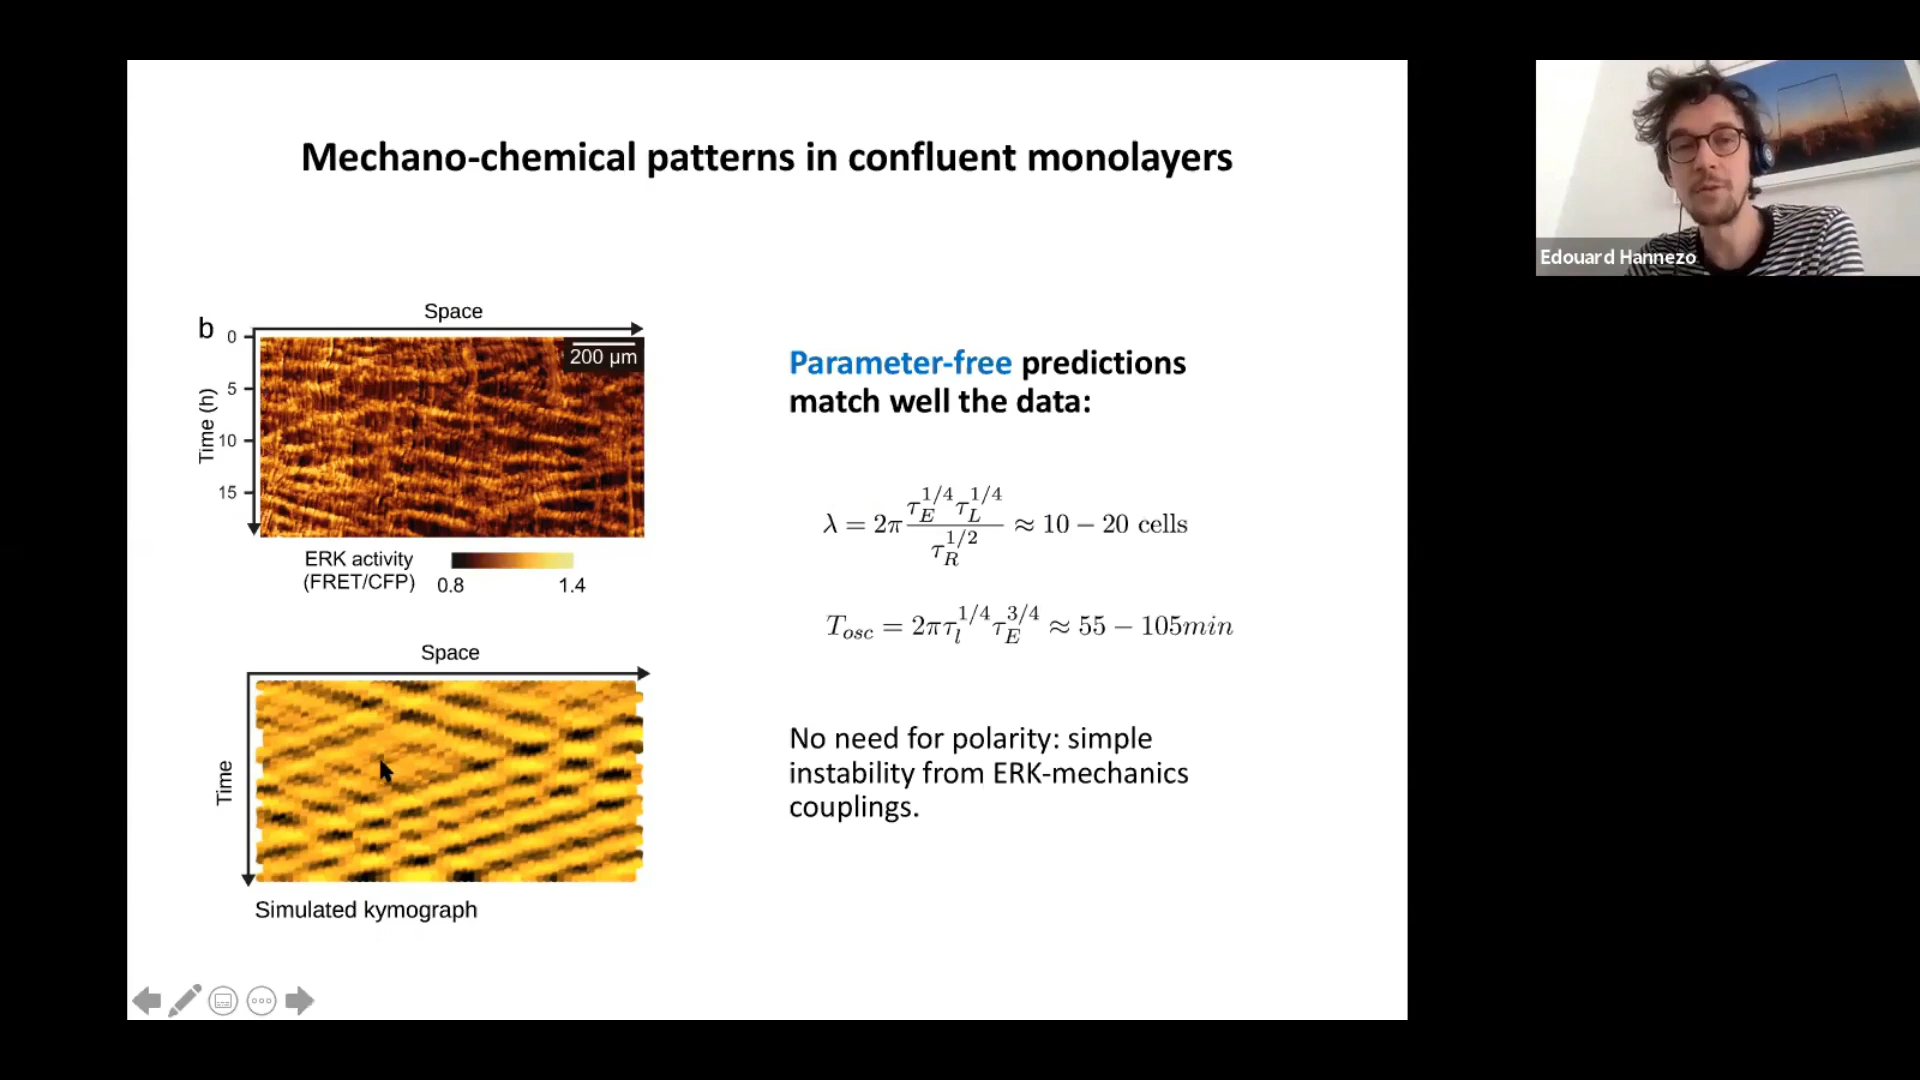 Mechano-chemical patterns in confluent monolayers
Edouard Hannezo
b
Space
200 µm
0
5
10
15
Time (h)
ERK activity
(FRET/CFP)
0.8
1.4
Space
Time
Simulated kymograph
Parameter-free predictions
match well the data:
λ = 2π τ_E^{1/4} τ_L^{1/4} / τ_R^{1/2} ≈ 10 − 20 cells
T_{osc} = 2π τ_l^{1/4} τ_E^{3/4} ≈ 55 − 105min
No need for polarity: simple
instability from ERK-mechanics
couplings.